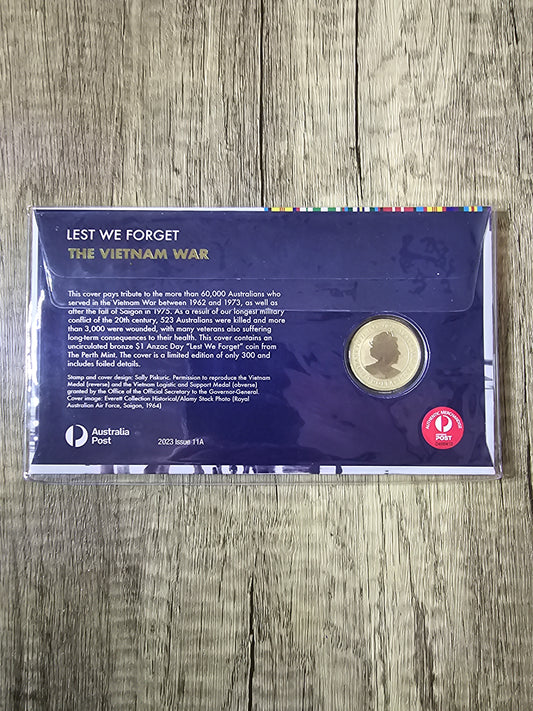 LEST WE FORGET
THE VIETNAM WAR
This cover pays tribute to the more than 60,000 Australians who
served in the Vietnam War between 1962 and 1973, as well as
after the fall of Saigon in 1975. As a result of our longest military
conflict of the 20th century, 523 Australians were killed and more
than 3,000 were wounded, with many veterans also suffering
long-term consequences to their health. This cover contains an
uncirculated bronze $1 Anzac Day "Lest We Forget" coin from
The Perth Mint. The cover is a limited edition of only 300 and
includes foiled details.
Stamp and cover design: Sally Piskuric. Permission to reproduce the Vietnam
Medal (reverse) and the Vietnam Logistic and Support Medal (obverse)
granted by the Office of the Official Secretary to the Governor-General.
Cover image: Everett Collection Historical/Alamy Stock Photo (Royal
Australian Air Force, Saigon, 1964)
Australia
Post
2023 Issue 11A
AUTHENTIC MERCHANDISE
POST